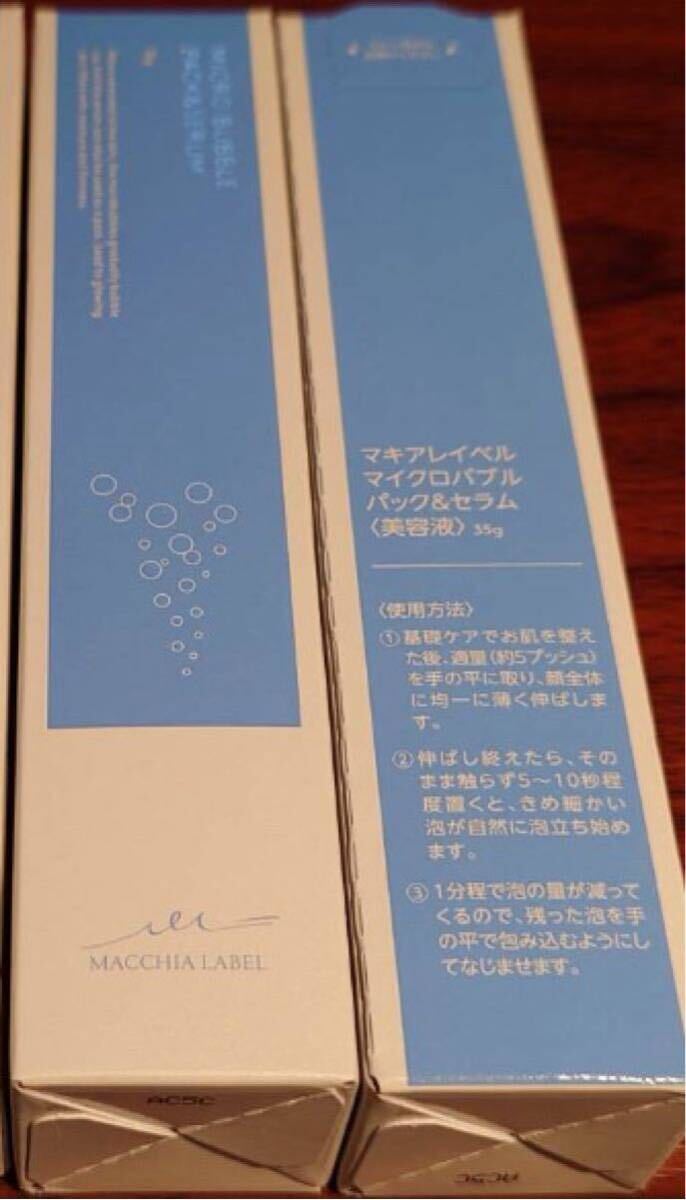 MICRO BUBBLE
PACK&SERUM
MACCHIA LABEL
AC5C
マキアレイベル
マイクロバブル
パック&セラム
〈美容液〉 35g
〈使用方法〉
①基礎ケアでお肌を整え
た後、適量(約5プッシュ)
を手の平に取り、顔全体
に均一に薄く伸ばしま
す。
②伸ばし終えたら、その
まま触らず5～10秒程
度置くと、きめ細かい
泡が自然に泡立ち始め
ます。
③1分程で泡の量が減って
くるので、残った泡を手
の平で包み込むようにし
てなじませます。
AC5C